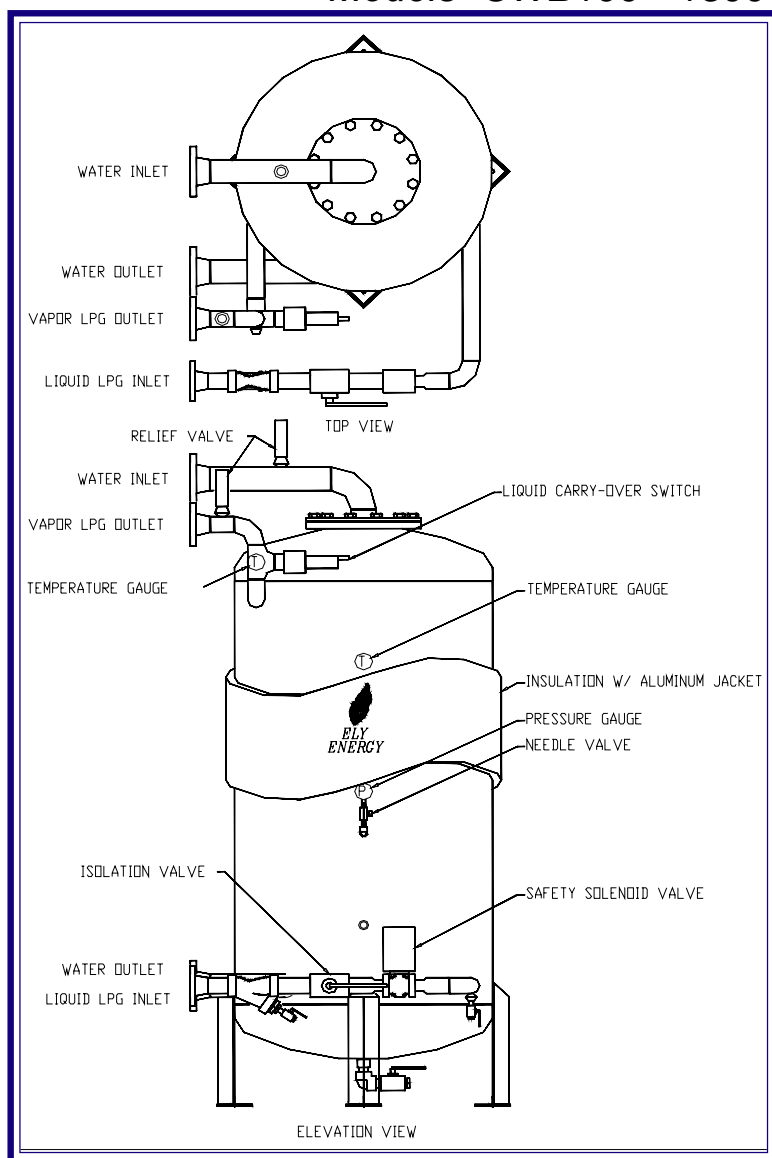 WATER INLET
WATER OUTLET
VAPOR LPG OUTLET
LIQUID LPG INLET
TOP VIEW
RELIEF VALVE
WATER INLET
LIQUID CARRY-OVER SWITCH
VAPOR LPG OUTLET
T
TEMPERATURE GAUGE
TEMPERATURE GAUGE
T
INSULATION W/ ALUMINUM JACKET
ELY
ENERGY
PRESSURE GAUGE
NEEDLE VALVE
P
ISOLATION VALVE
SAFETY SOLENOID VALVE
WATER OUTLET
LIQUID LPG INLET
ELEVATION VIEW